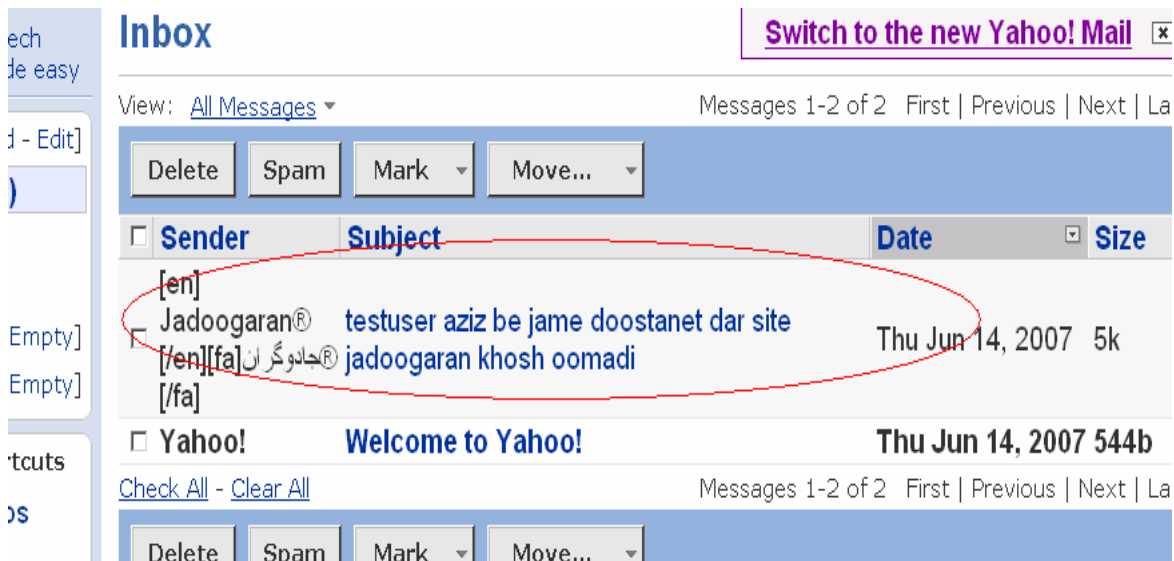 ech
de easy
Inbox
Switch to the new Yahoo! Mail
View: All Messages
Messages 1-2 of 2 First | Previous | Next | La
d - Edit]
Delete Spam Mark Move...
)
Sender Subject Date Size
[en]
Jadoogaran® testuser aziz be jame doostanet dar site
[/en][fa]جادوگران® jadoogaran khosh oomadi
[/fa]
Thu Jun 14, 2007 5k
Empty]
Empty]
Yahoo! Welcome to Yahoo! Thu Jun 14, 2007 544b
rtcuts
Check All - Clear All
Messages 1-2 of 2 First | Previous | Next | La
os
Delete Spam Mark Move...